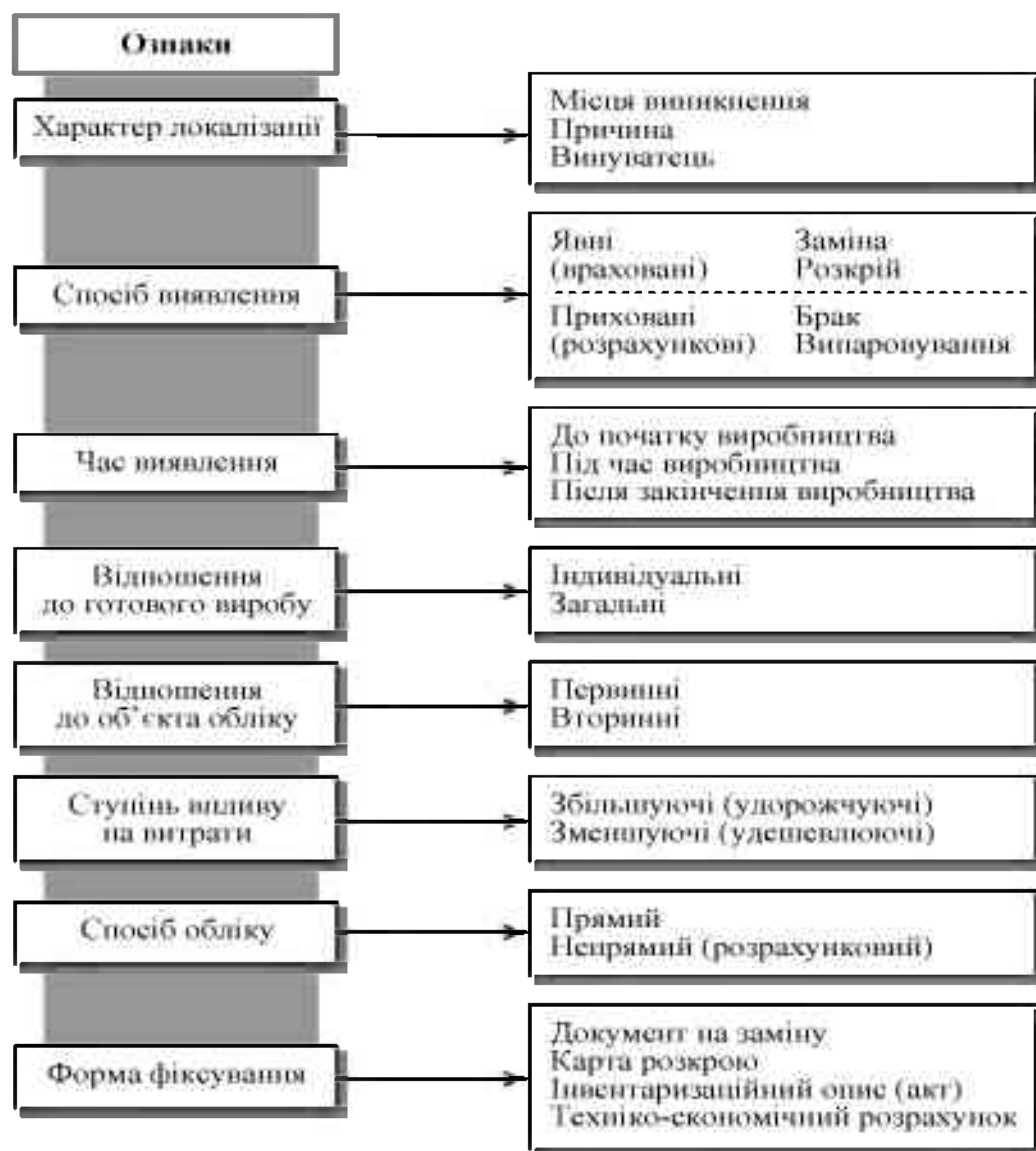 Ознаки
Характер локалізації
Місця виникнення
Причина
Винуватець
Спосіб виявлення
Явні
(враховані)
Заміна
Розкрій
Приховані
(розрахункові)
Брак
Випаровування
Час виявлення
До початку виробництва
Під час виробництва
Після закінчення виробництва
Відношення
до готового виробу
Індивідуальні
Загальні
Відношення
до об’єкта обліку
Первинні
Вторинні
Ступінь впливу
на витрати
Збільшуючі (удорожчуючі)
Зменшуючі (удешевлюючі)
Спосіб обліку
Прямий
Непрямий (розрахунковий)
Форма фіксування
Документ на заміну
Карта розкрою
Інвентаризаційний опис (акт)
Техніко-економічний розрахунок